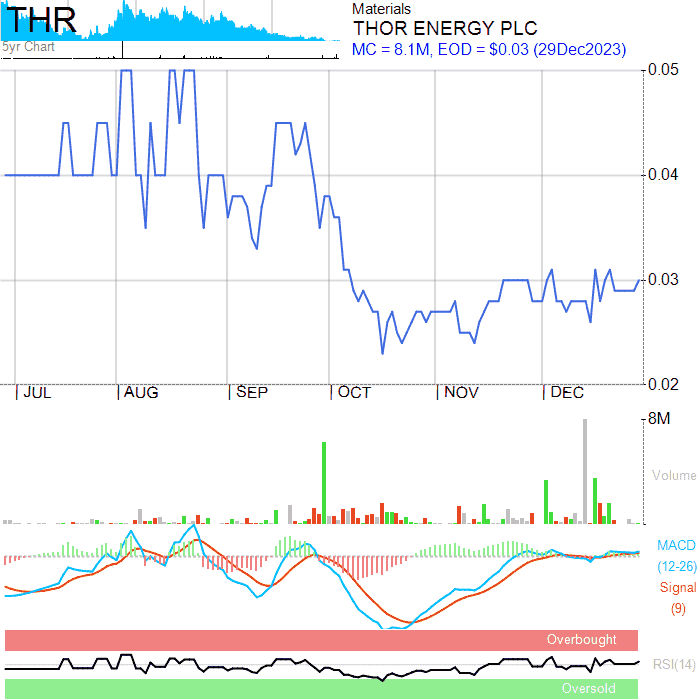 THR
5yr Chart
Materials
THOR ENERGY PLC
MC = 8.1M, EOD = $0.03 (29Dec2023)
0.05
0.04
0.03
0.02
JUL AUG SEP OCT NOV DEC
8M
Volume
MACD
(12-26)
Signal
(9)
Overbought
RSI(14)
Oversold